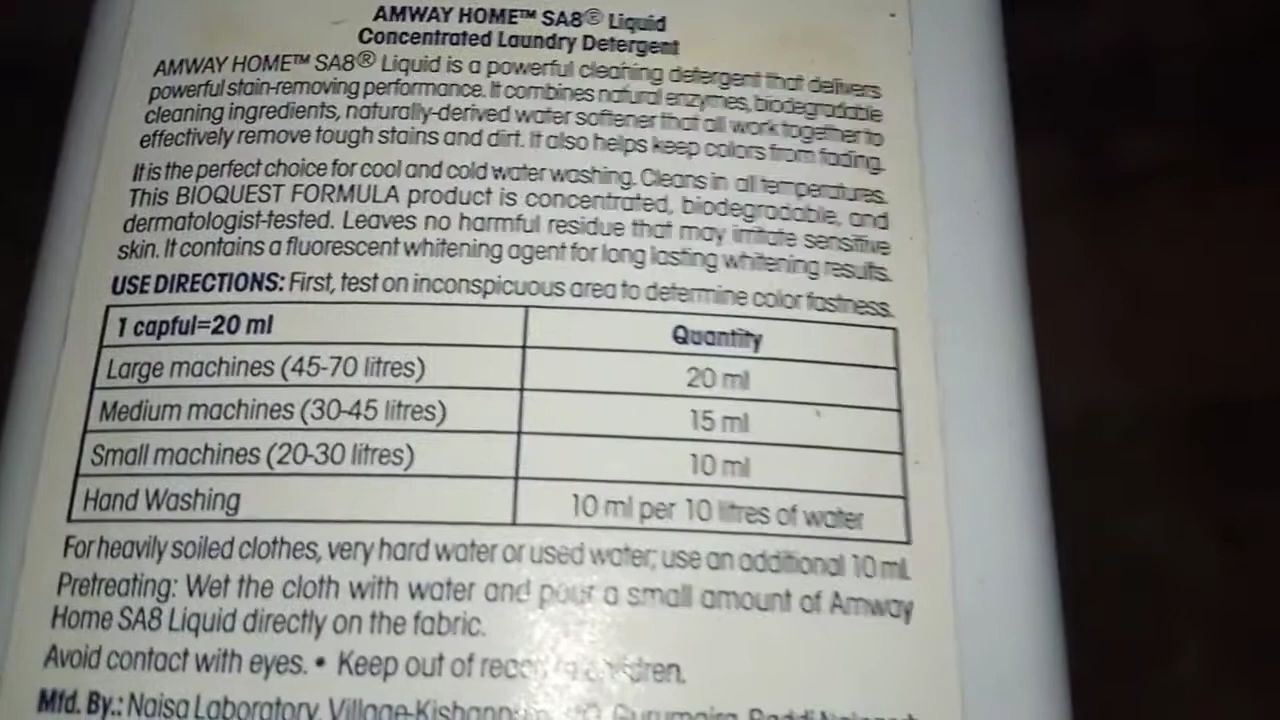 AMWAY HOME™ SA8® Liquid
Concentrated Laundry Detergent
AMWAY HOME™ SA8® Liquid is a powerful cleaning detergent that delivers
powerful stain-removing performance. It combines natural enzymes, biodegradable
cleaning ingredients, naturally-derived water softener that all work together to
effectively remove tough stains and dirt. It also helps keep colors from fading.
It is the perfect choice for cool and cold water washing. Cleans in all temperatures.
This BIOQUEST FORMULA product is concentrated, biodegradable, and
dermatologist-tested. Leaves no harmful residue that may irritate sensitive
skin. It contains a fluorescent whitening agent for long lasting whitening results.
USE DIRECTIONS: First, test on inconspicuous area to determine color fastness.
1 capful=20 ml Quantity
Large machines (45-70 litres) 20 ml
Medium machines (30-45 litres) 15 ml
Small machines (20-30 litres) 10 ml
Hand Washing 10 ml per 10 litres of water
For heavily soiled clothes, very hard water or used water; use an additional 10 ml.
Pretreating: Wet the cloth with water and pour a small amount of Amway
Home SA8 Liquid directly on the fabric.
Avoid contact with eyes. • Keep out of children.
Mfd. By.: Naisa Laboratory, Gurumajra,